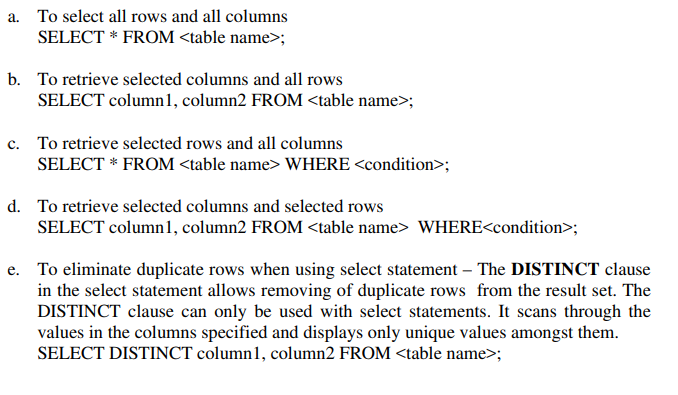 a. To select all rows and all columns
SELECT * FROM <table name>;
b. To retrieve selected columns and all rows
SELECT column1, column2 FROM <table name>;
c. To retrieve selected rows and all columns
SELECT * FROM <table name> WHERE <condition>;
d. To retrieve selected columns and selected rows
SELECT column1, column2 FROM <table name>  WHERE<condition>;
e. To eliminate duplicate rows when using select statement – The DISTINCT clause
in the select statement allows removing of duplicate rows  from the result set. The
DISTINCT clause can only be used with select statements. It scans through the
values in the columns specified and displays only unique values amongst them.
SELECT DISTINCT column1, column2 FROM <table name>;